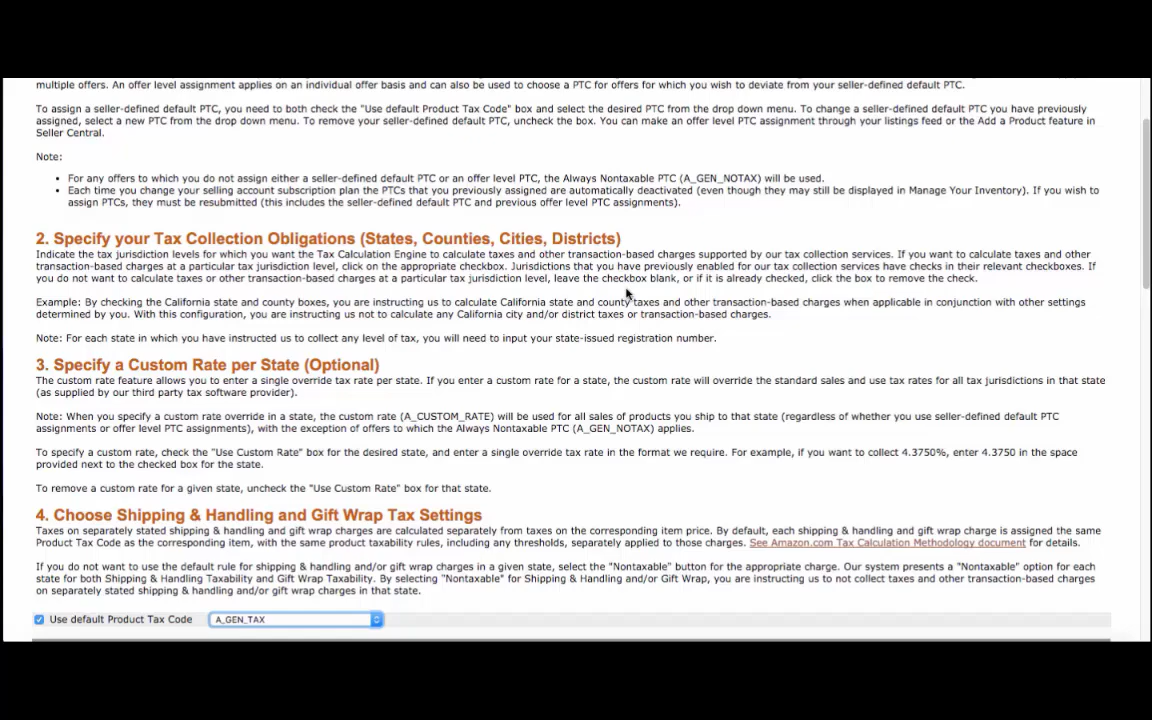 multiple offers. An offer level assignment applies on an individual offer basis and can also be used to choose a PTC for offers for which you wish to deviate from your seller-defined default PTC.
To assign a seller-defined default PTC, you need to both check the "Use default Product Tax Code" box and select the desired PTC from the drop down menu. To change a seller-defined default PTC you have previously
assigned, select a new PTC from the drop down menu. To remove your seller-defined default PTC, uncheck the box. You can make an offer level PTC assignment through your listings feed or the Add a Product feature in
Seller Central.
Note:
• For any offers to which you do not assign either a seller-defined default PTC or an offer level PTC, the Always Nontaxable PTC (A_GEN_NOTAX) will be used.
• Each time you change your selling account subscription plan the PTCs that you previously assigned are automatically deactivated (even though they may still be displayed in Manage Your Inventory). If you wish to
assign PTCs, they must be resubmitted (this includes the seller-defined default PTC and previous offer level PTC assignments).
2. Specify your Tax Collection Obligations (States, Counties, Cities, Districts)
Indicate the tax jurisdiction levels for which you want the Tax Calculation Engine to calculate taxes and other transaction-based charges supported by our tax collection services. If you want to calculate taxes and other
transaction-based charges at a particular tax jurisdiction level, click on the appropriate checkbox. Jurisdictions that you have previously enabled for our tax collection services have checks in their relevant checkboxes. If
you do not want to calculate taxes or other transaction-based charges at a particular tax jurisdiction level, leave the checkbox blank, or if it is already checked, click the box to remove the check.
Example: By checking the California state and county boxes, you are instructing us to calculate California state and county taxes and other transaction-based charges when applicable in conjunction with other settings
determined by you. With this configuration, you are instructing us not to calculate any California city and/or district taxes or transaction-based charges.
Note: For each state in which you have instructed us to collect any level of tax, you will need to input your state-issued registration number.
3. Specify a Custom Rate per State (Optional)
The custom rate feature allows you to enter a single override tax rate per state. If you enter a custom rate for a state, the custom rate will override the standard sales and use tax rates for all tax jurisdictions in that state
(as supplied by our third party tax software provider).
Note: When you specify a custom rate override in a state, the custom rate (A_CUSTOM_RATE) will be used for all sales of products you ship to that state (regardless of whether you use seller-defined default PTC
assignments or offer level PTC assignments), with the exception of offers to which the Always Nontaxable PTC (A_GEN_NOTAX) applies.
To specify a custom rate, check the "Use Custom Rate" box for the desired state, and enter a single override tax rate in the format we require. For example, if you want to collect 4.3750%, enter 4.3750 in the space
provided next to the checked box for the state.
To remove a custom rate for a given state, uncheck the "Use Custom Rate" box for that state.
4. Choose Shipping & Handling and Gift Wrap Tax Settings
Taxes on separately stated shipping & handling and gift wrap charges are calculated separately from taxes on the corresponding item price. By default, each shipping & handling and gift wrap charge is assigned the same
Product Tax Code as the corresponding item, with the same product taxability rules, including any thresholds, separately applied to those charges. See Amazon.com Tax Calculation Methodology document for details.
If you do not want to use the default rule for shipping & handling and/or gift wrap charges in a given state, select the "Nontaxable" button for the appropriate charge. Our system presents a "Nontaxable" option for each
state for both Shipping & Handling Taxability and Gift Wrap Taxability. By selecting "Nontaxable" for Shipping & Handling and/or Gift Wrap, you are instructing us to not collect taxes and other transaction-based charges
on separately stated shipping & handling and/or gift wrap charges in that state.
Use default Product Tax Code A_GEN_TAX